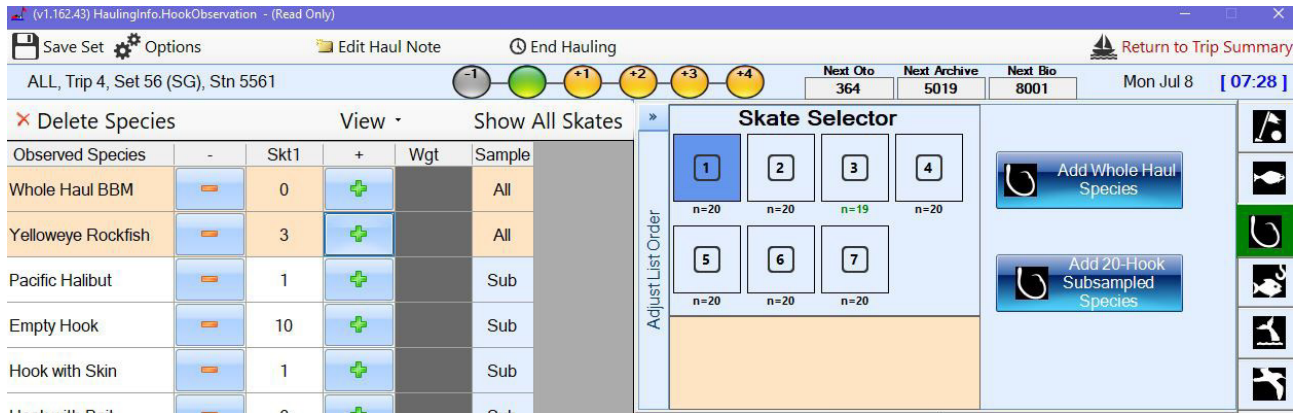 (v1.162.43) HaulingInfo.HookObservation - (Read Only)
Save Set Options Edit Haul Note End Hauling Return to Trip Summary
ALL, Trip 4, Set 56 (SG), Stn 5561
-1 +1 +2 +3 +4
Next Oto Next Archive Next Bio
364 5019 8001
Mon Jul 8 [ 07:28 ]
Delete Species View Show All Skates
Observed Species - Skt1 + Wgt Sample
Whole Haul BBM 0 All
Yelloweye Rockfish 3 All
Pacific Halibut 1 Sub
Empty Hook 10 Sub
Hook with Skin 1 Sub
»
Adjust List Order
Skate Selector
1 2 3 4
n=20 n=20 n=19 n=20
5 6 7
n=20 n=20 n=20
Add Whole Haul
Species
Add 20-Hook
Subsampled
Species